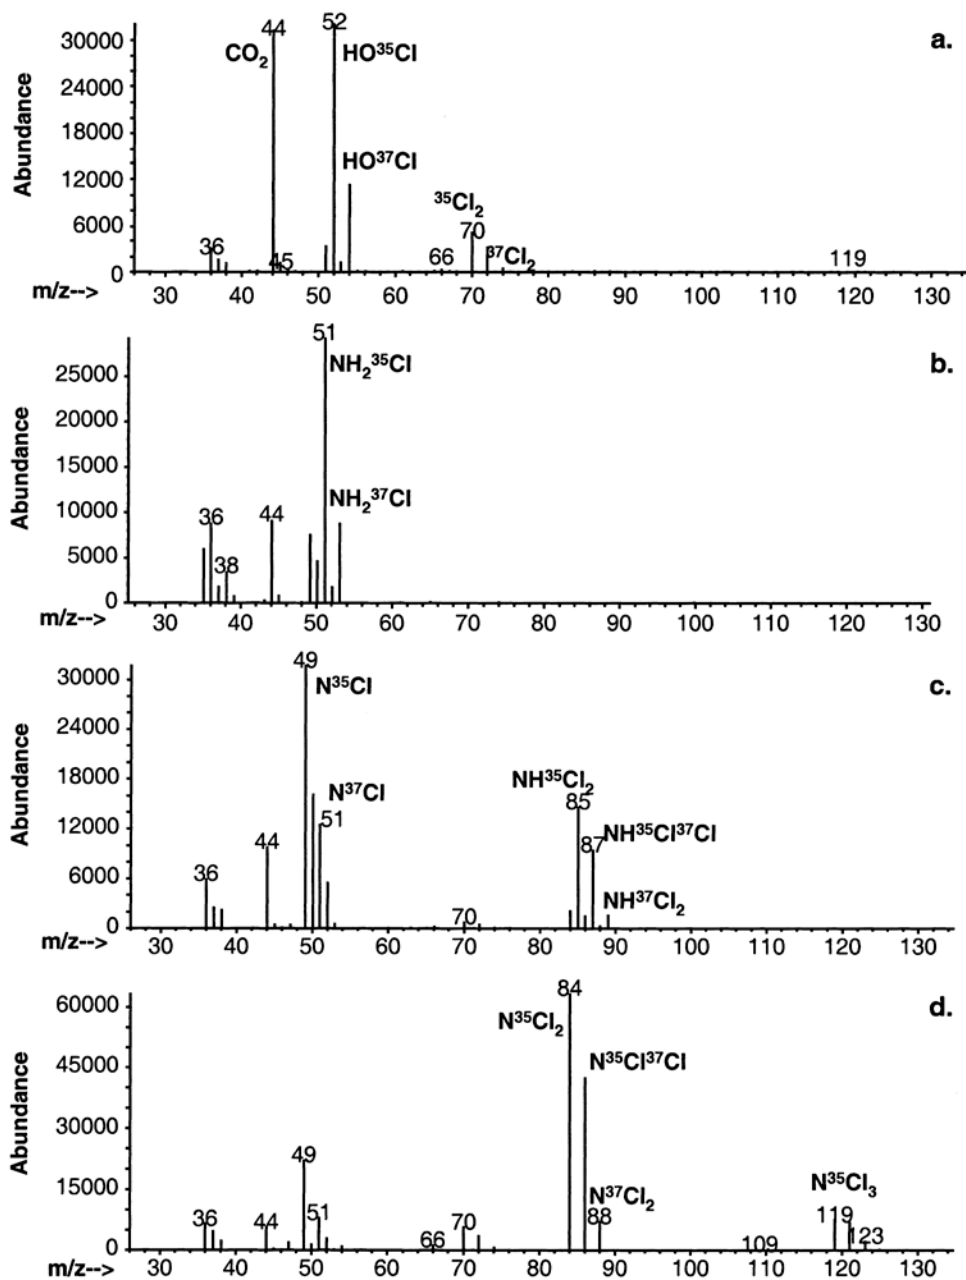 a.
Abundance
30000
24000
18000
12000
6000
0
44
52
CO₂
HO³⁵Cl
HO³⁷Cl
³⁵Cl₂
36
45
66
70
³⁷Cl₂
119
m/z--> 30 40 50 60 70 80 90 100 110 120 130
b.
Abundance
25000
20000
15000
10000
5000
0
51
NH₂³⁵Cl
NH₂³⁷Cl
36
38
44
m/z--> 30 40 50 60 70 80 90 100 110 120 130
c.
Abundance
30000
24000
18000
12000
6000
0
49
N³⁵Cl
N³⁷Cl
51
44
36
70
NH³⁵Cl₂
85
87
NH³⁵Cl³⁷Cl
NH³⁷Cl₂
m/z--> 30 40 50 60 70 80 90 100 110 120 130
d.
Abundance
60000
45000
30000
15000
0
84
N³⁵Cl₂
N³⁵Cl³⁷Cl
49
N³⁷Cl₂
88
N³⁵Cl₃
36
44
51
66
70
109
119
123
m/z--> 30 40 50 60 70 80 90 100 110 120 130